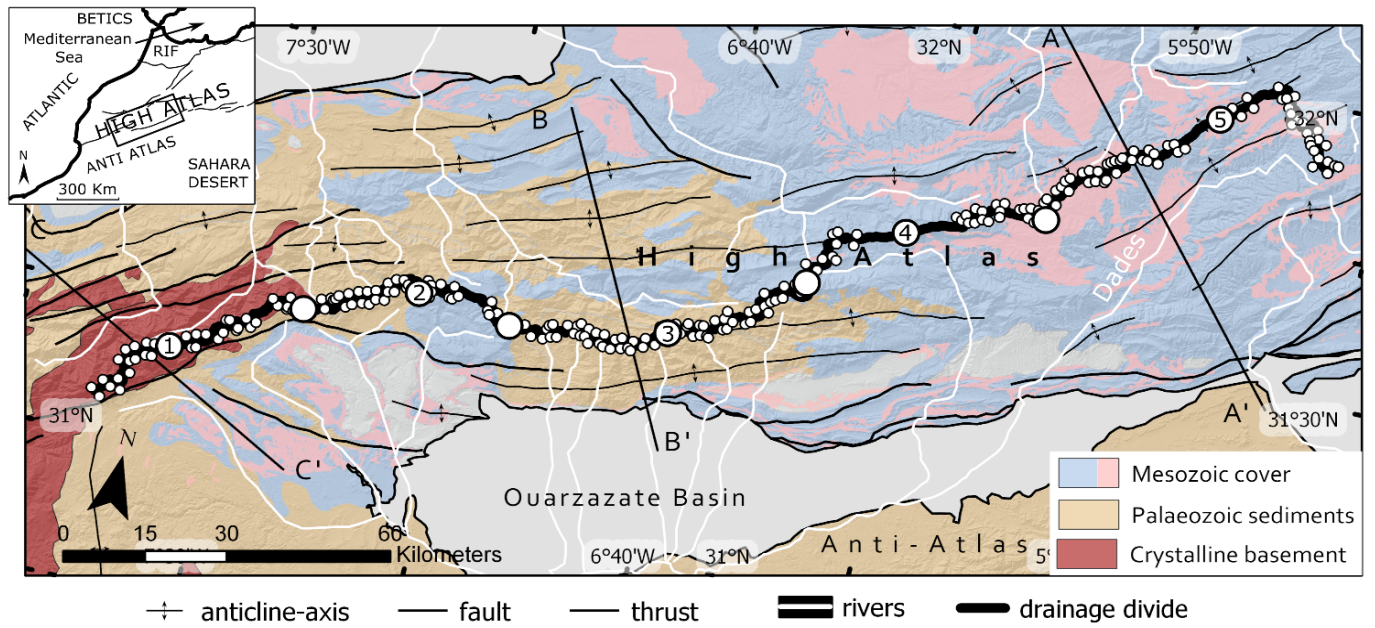 BETICS
Mediterranean
Sea
RIF
ATLANTIC
HIGH ATLAS
ANTI ATLAS
N
SAHARA
DESERT
300 Km
7°30'W
6°40'W
32°N
A
5°50'W
B
5
32°N
C
4
High Atlas
Dades
2
1
3
31°N
A'
31°30'N
B'
N
C'
Ouarzazate Basin
0 15 30 60
Kilometers
6°40'W
31°N
Anti-Atlas
5°
Mesozoic cover
Palaeozoic sediments
Crystalline basement
anticline-axis
fault
thrust
rivers
drainage divide